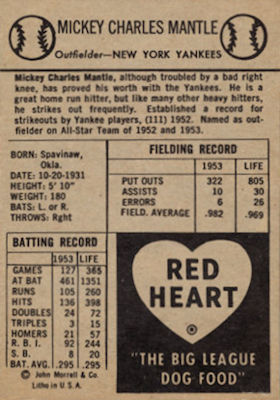 MICKEY CHARLES MANTLE
Outfielder—NEW YORK YANKEES
Mickey Charles Mantle, although troubled by a bad right
knee, has proved his worth with the Yankees. He is a
great home run hitter, but like many other heavy hitters,
he strikes out frequently. Established a record for
strikeouts by Yankee players, (111) 1952. Named as out-
fielder on All-Star Team of 1952 and 1953.
BORN: Spavinaw,
Okla.
DATE: 10-20-1931
HEIGHT: 5' 10"
WEIGHT: 180
BATS: L. or R.
THROWS: Rght
FIELDING RECORD
1953 LIFE
PUT OUTS 322 805
ASSISTS 10 30
ERRORS 6 26
FIELD. AVERAGE .982 .969
BATTING RECORD
1953 LIFE
GAMES 127 365
AT BAT 461 1351
RUNS 105 260
HITS 136 398
DOUBLES 24 72
TRIPLES 3 15
HOMERS 21 57
R. B. I. 92 244
S. B. 8 20
BAT. AVG. .295 .295
© John Morrell & Co.
Litho in U.S.A.
RED
HEART
®
"THE BIG LEAGUE
DOG FOOD"